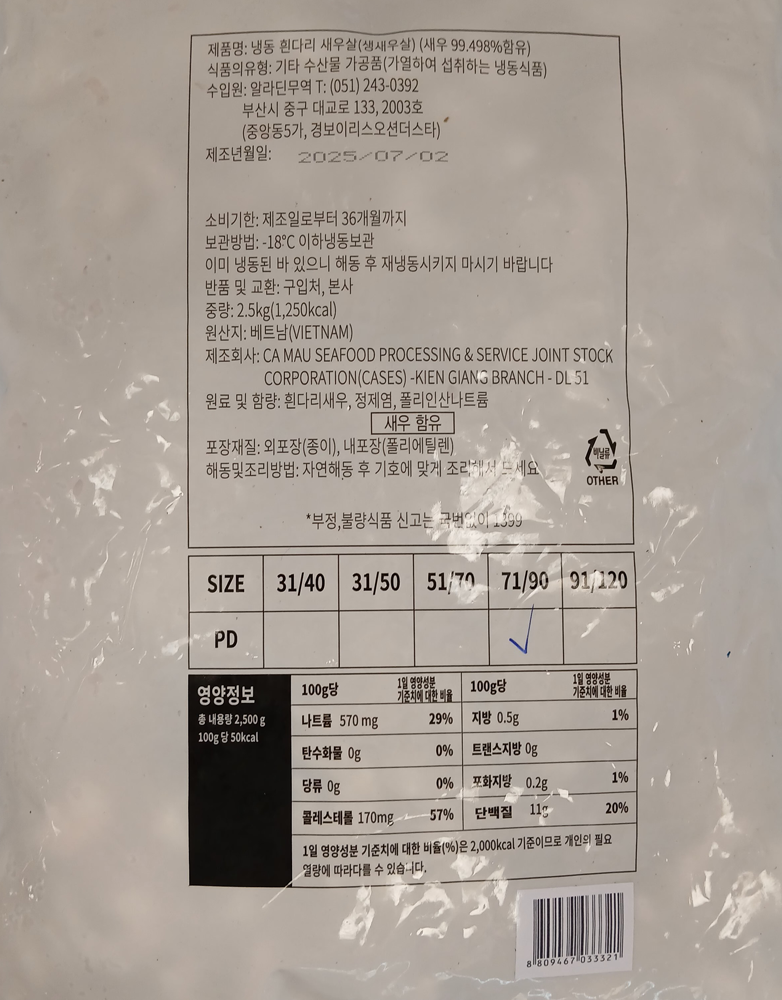 제품명: 냉동 흰다리 새우살(생새우살) (새우 99.498%함유)
식품의유형: 기타 수산물 가공품(가열하여 섭취하는 냉동식품)
수입원: 알라딘무역 T: (051) 243-0392
부산시 중구 대교로 133, 2003호
(중앙동5가, 경보이리스오션더스타)
제조년월일: 2025/07/02
소비기한: 제조일로부터 36개월까지
보관방법: -18℃ 이하냉동보관
이미 냉동된 바 있으니 해동 후 재냉동시키지 마시기 바랍니다
반품 및 교환: 구입처, 본사
중량: 2.5kg(1,250kcal)
원산지: 베트남(VIETNAM)
제조회사: CA MAU SEAFOOD PROCESSING & SERVICE JOINT STOCK
CORPORATION(CASES) -KIEN GIANG BRANCH - DL 51
원료 및 함량: 흰다리새우, 정제염, 폴리인산나트륨
새우 함유
포장재질: 외포장(종이), 내포장(폴리에틸렌)
비닐류
해동및조리방법: 자연해동 후 기호에 맞게 조리해서 드세요
OTHER
*부정,불량식품 신고는 국번없이 1399
SIZE 31/40 31/50 51/70 71/90 91/120
PD
영양정보
총 내용량 2,500 g
100g 당 50kcal
100g당 1일 영양성분 기준치에 대한 비율 100g당 1일 영양성분 기준치에 대한 비율
나트륨 570 mg 29% 지방 0.5g 1%
탄수화물 0g 0% 트랜스지방 0g
당류 0g 0% 포화지방 0.2g 1%
콜레스테롤 170mg 57% 단백질 11g 20%
1일 영양성분 기준치에 대한 비율(%)은 2,000kcal 기준이므로 개인의 필요
열량에 따라다를 수 있습니다.
8 809467 033321